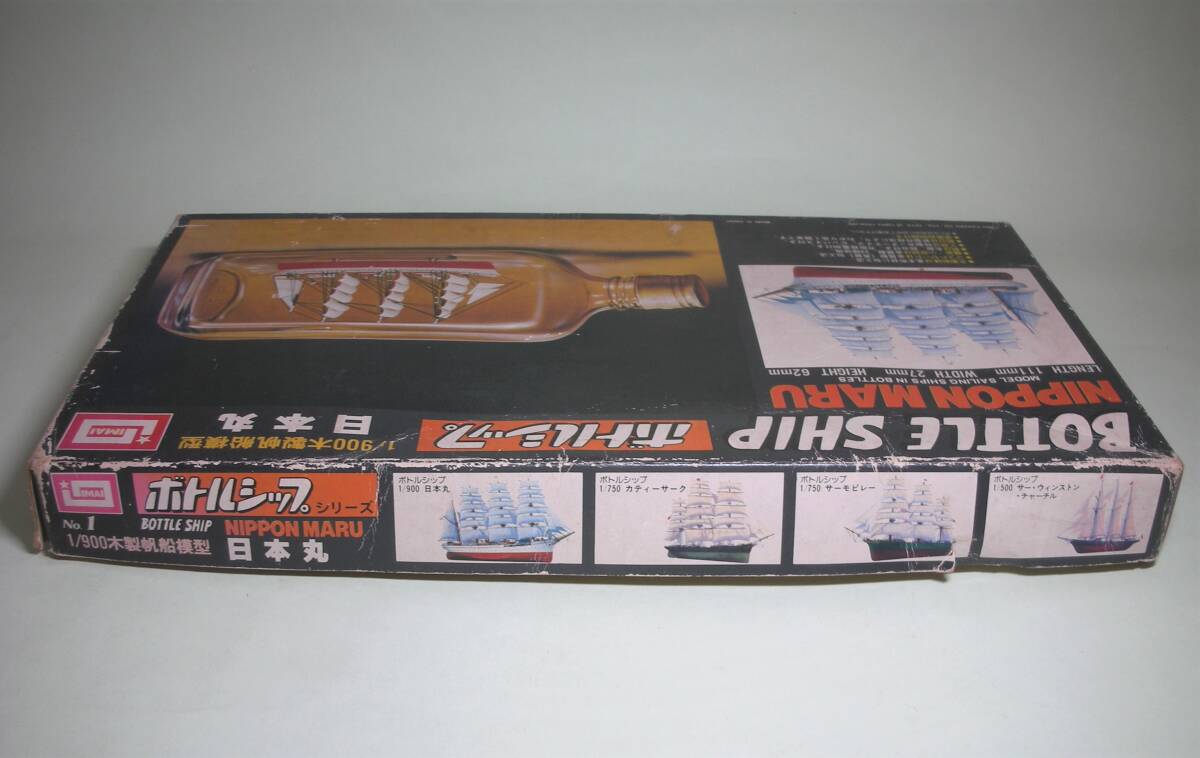 BOTTLE SHIP
NIPPON MARU
MODEL SAILING SHIPS IN BOTTLES
LENGTH 111mm WIDTH 27mm HEIGHT 62mm
ボトルシップ
1/900木製帆船模型
日本丸
IMAI
IMAI
No.1
ボトルシップ
シリーズ
BOTTLE SHIP
NIPPON MARU
1/900木製帆船模型
日本丸
ボトルシップ
1/900 日本丸
ボトルシップ
1/750 カティーサーク
ボトルシップ
1/750 サーモピレー
ボトルシップ
1/500 サー・ウィンストン
・チャーチル